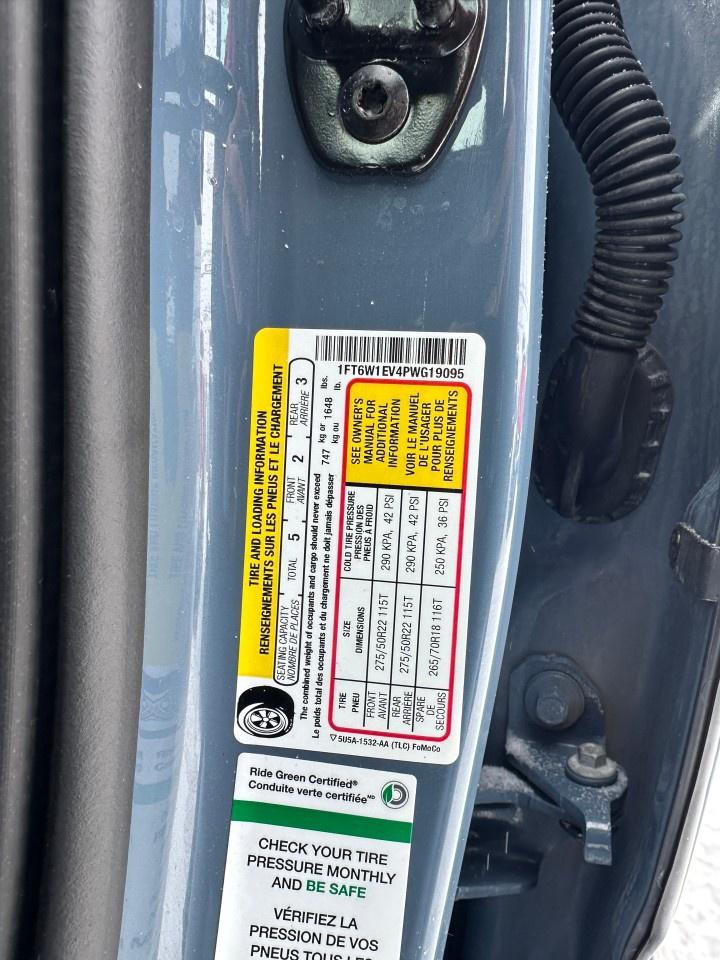 1FT6W1EV4PWG19095
TIRE AND LOADING INFORMATION
RENSEIGNEMENTS SUR LES PNEUS ET LE CHARGEMENT
SEATING CAPACITY TOTAL 5 FRONT 2 REAR 3
NOMBRE DE PLACES AVANT ARRIÈRE
The combined weight of occupants and cargo should never exceed 747 kg or 1648 lbs.
Le poids total des occupants et du chargement ne doit jamais dépasser kg ou lb.
TIRE SIZE COLD TIRE PRESSURE
PNEU DIMENSIONS PRESSION DES
PNEUS A FROID
FRONT 275/50R22 115T 290 KPA, 42 PSI
AVANT
REAR 275/50R22 115T 290 KPA, 42 PSI
ARRIÈRE
SPARE 265/70R18 116T 250 KPA, 36 PSI
DE
SECOURS
SEE OWNER'S
MANUAL FOR
ADDITIONAL
INFORMATION
VOIR LE MANUEL
DE L'USAGER
POUR PLUS DE
RENSEIGNEMENTS
5U5A-1532-AA (TLC) FoMoCo
Ride Green Certified®
Conduite verte certifiée MD
CHECK YOUR TIRE
PRESSURE MONTHLY
AND BE SAFE
VÉRIFIEZ LA
PRESSION DE VOS
PNEUS TOUS LES